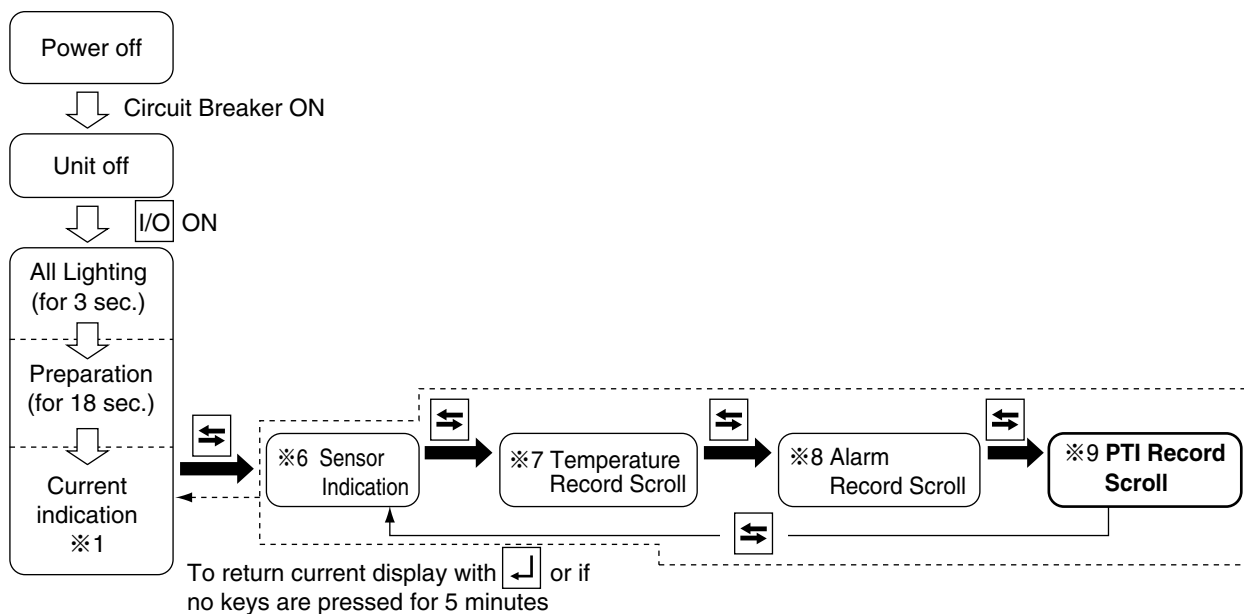 Power off
Circuit Breaker ON
Unit off
I/O ON
All Lighting
(for 3 sec.)
Preparation
(for 18 sec.)
Current
indication
※1
※6 Sensor
Indication
※7 Temperature
Record Scroll
※8 Alarm
Record Scroll
※9 PTI Record
Scroll
To return current display with or if
no keys are pressed for 5 minutes